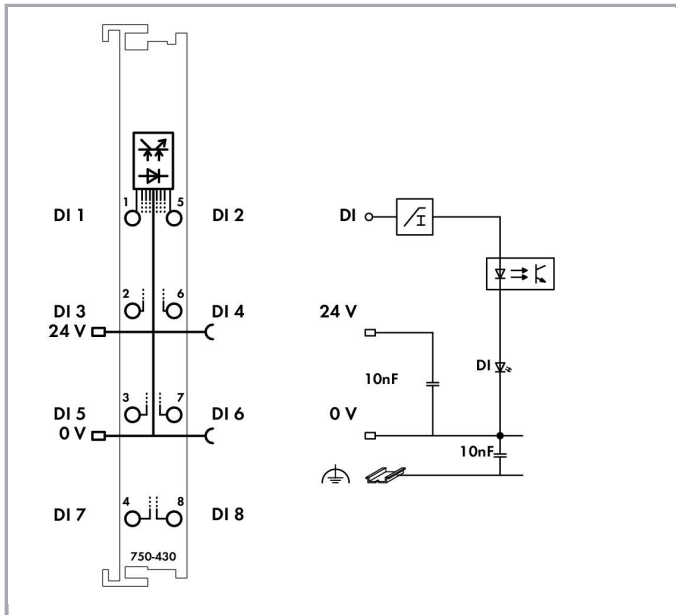 1 5
DI 1 DI 2
2 6
DI 3 DI 4
24 V
3 7
DI 5 DI 6
0 V
4 8
DI 7 DI 8
750-430
DI I
24 V
10nF
DI
0 V
10nF